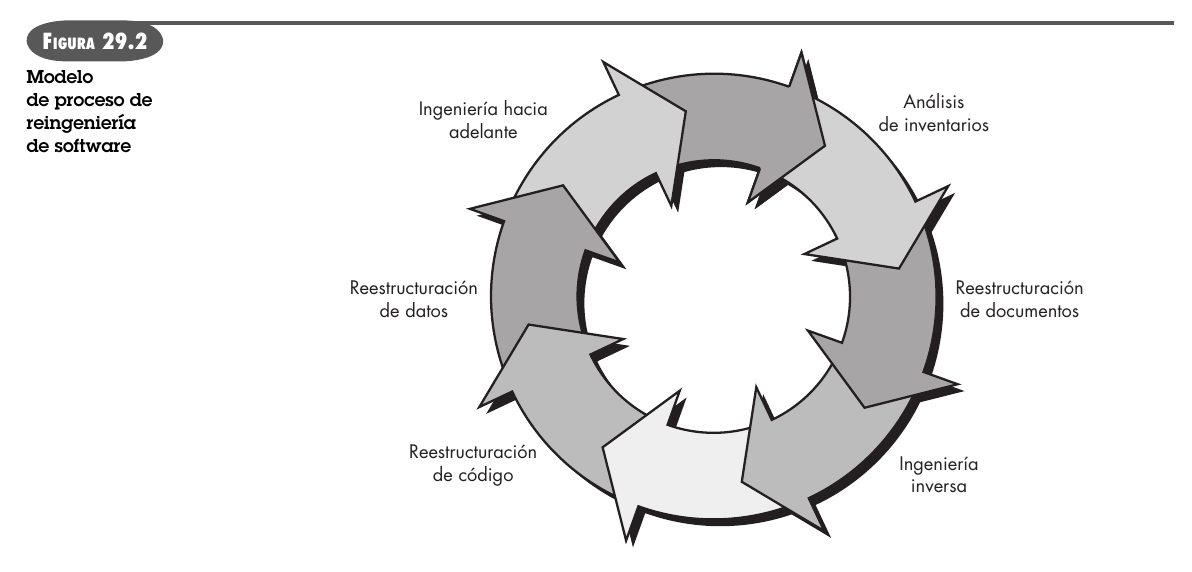 FIGURA 29.2
Modelo
de proceso de
reingeniería
de software
Ingeniería hacia
adelante
Análisis
de inventarios
Reestructuración
de datos
Reestructuración
de documentos
Reestructuración
de código
Ingeniería
inversa